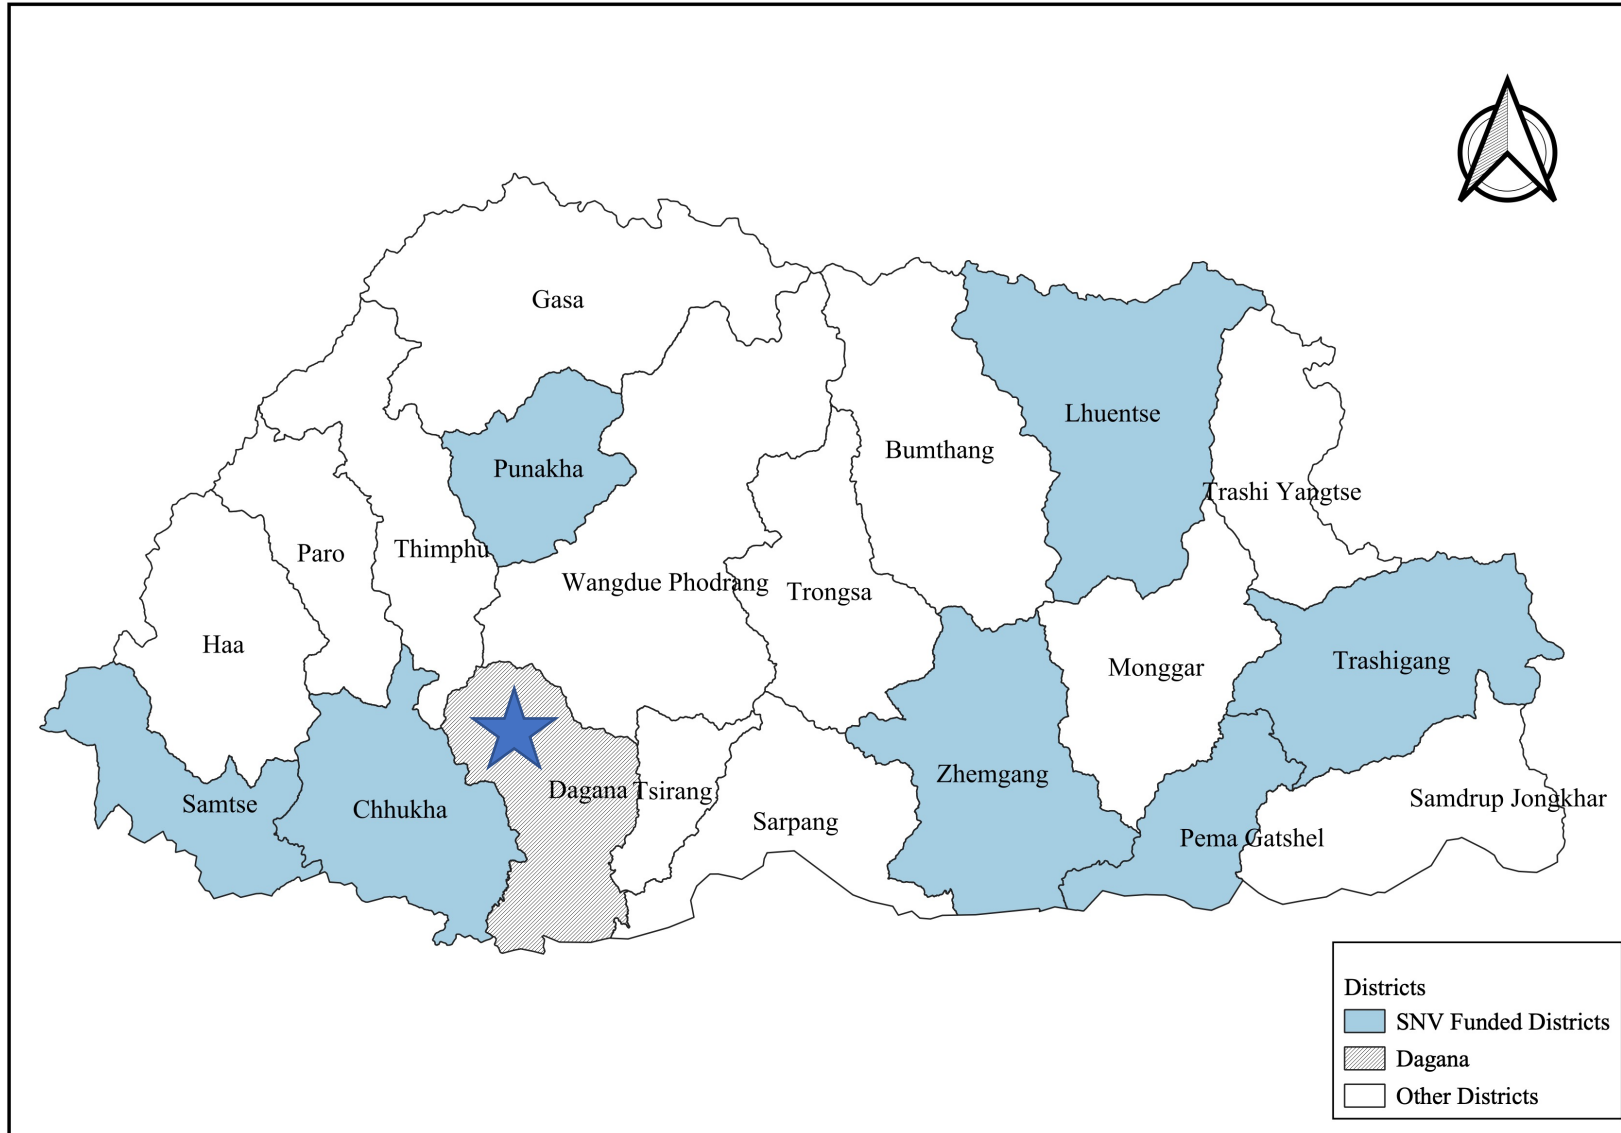 Gasa
Lhuentse
Bumthang
Punakha
Trashi Yangtse
Thimphu
Paro
Wangdue Phodrang
Trongsa
Haa
Trashigang
Monggar
Zhemgang
Dagana
Tsirang
Samtse
Chhukha
Samdrup Jongkhar
Sarpang
Pema Gatshel
Districts
SNV Funded Districts
Dagana
Other Districts